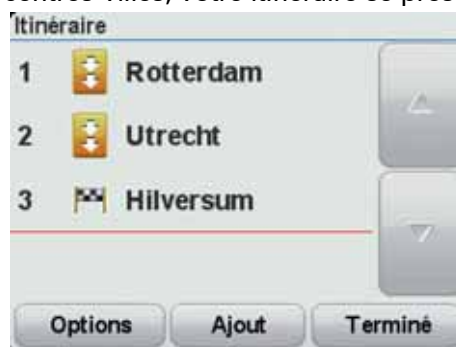 Itinéraire
1 Rotterdam
2 Utrecht
3 Hilversum
Options Ajout Terminé